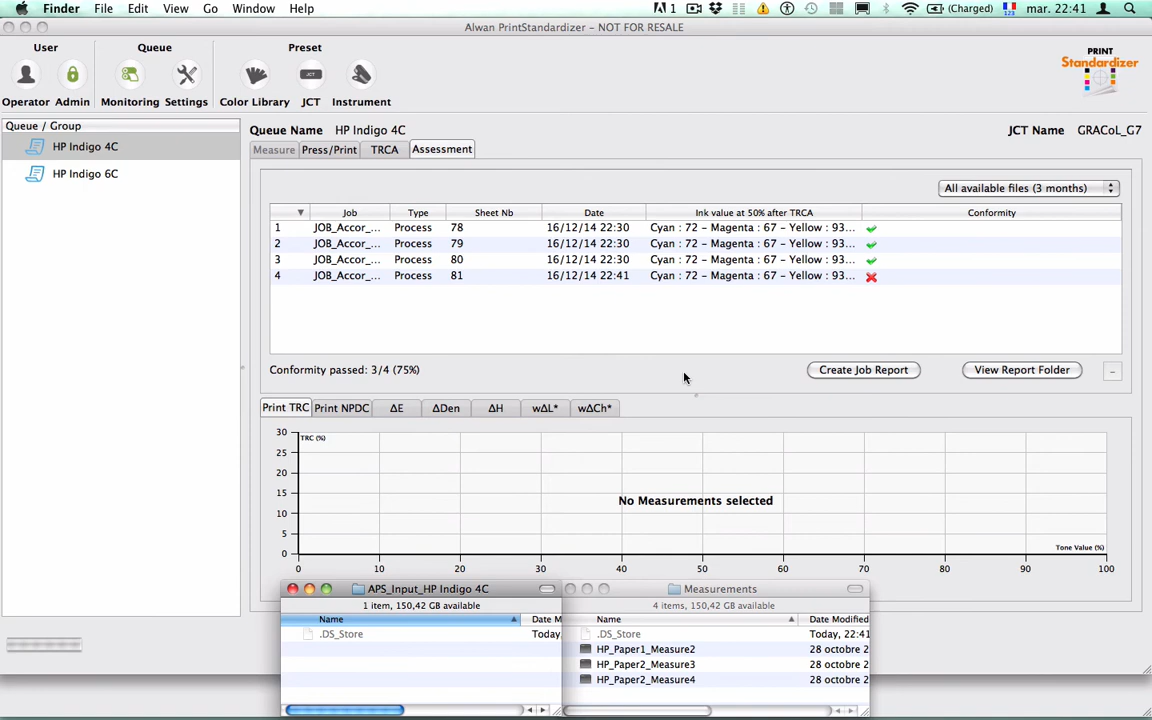 Finder File Edit View Go Window Help 1 (Charged) 123 mar. 22:41
Alwan PrintStandardizer – NOT FOR RESALE
User Queue Preset
Operator Admin Monitoring Settings Color Library JCT JCT Instrument
PRINT
Standardizer
Queue / Group
HP Indigo 4C
HP Indigo 6C
Queue Name HP Indigo 4C JCT Name GRACoL_G7
Measure Press/Print TRCA Assessment
All available files (3 months)
Job Type Sheet Nb Date Ink value at 50% after TRCA Conformity
1 JOB_Accor_... Process 78 16/12/14 22:30 Cyan : 72 – Magenta : 67 – Yellow : 93...
2 JOB_Accor_... Process 79 16/12/14 22:30 Cyan : 72 – Magenta : 67 – Yellow : 93...
3 JOB_Accor_... Process 80 16/12/14 22:30 Cyan : 72 – Magenta : 67 – Yellow : 93...
4 JOB_Accor_... Process 81 16/12/14 22:41 Cyan : 72 – Magenta : 67 – Yellow : 93...
Conformity passed: 3/4 (75%) Create Job Report View Report Folder –
Print TRC Print NPDC ΔE ΔDen ΔH wΔL* wΔCh*
30 TRC (%)
25
20
15
10
5
0
No Measurements selected
Tone Value (%)
0 10 20 30 40 50 60 70 80 90 100
APS_Input_HP Indigo 4C
1 item, 150,42 GB available
Name Date M
.DS_Store Today,
Measurements
4 items, 150,42 GB available
Name Date Modified
.DS_Store Today, 22:41
HP_Paper1_Measure2 28 octobre 2
HP_Paper2_Measure3 28 octobre 2
HP_Paper2_Measure4 28 octobre 2